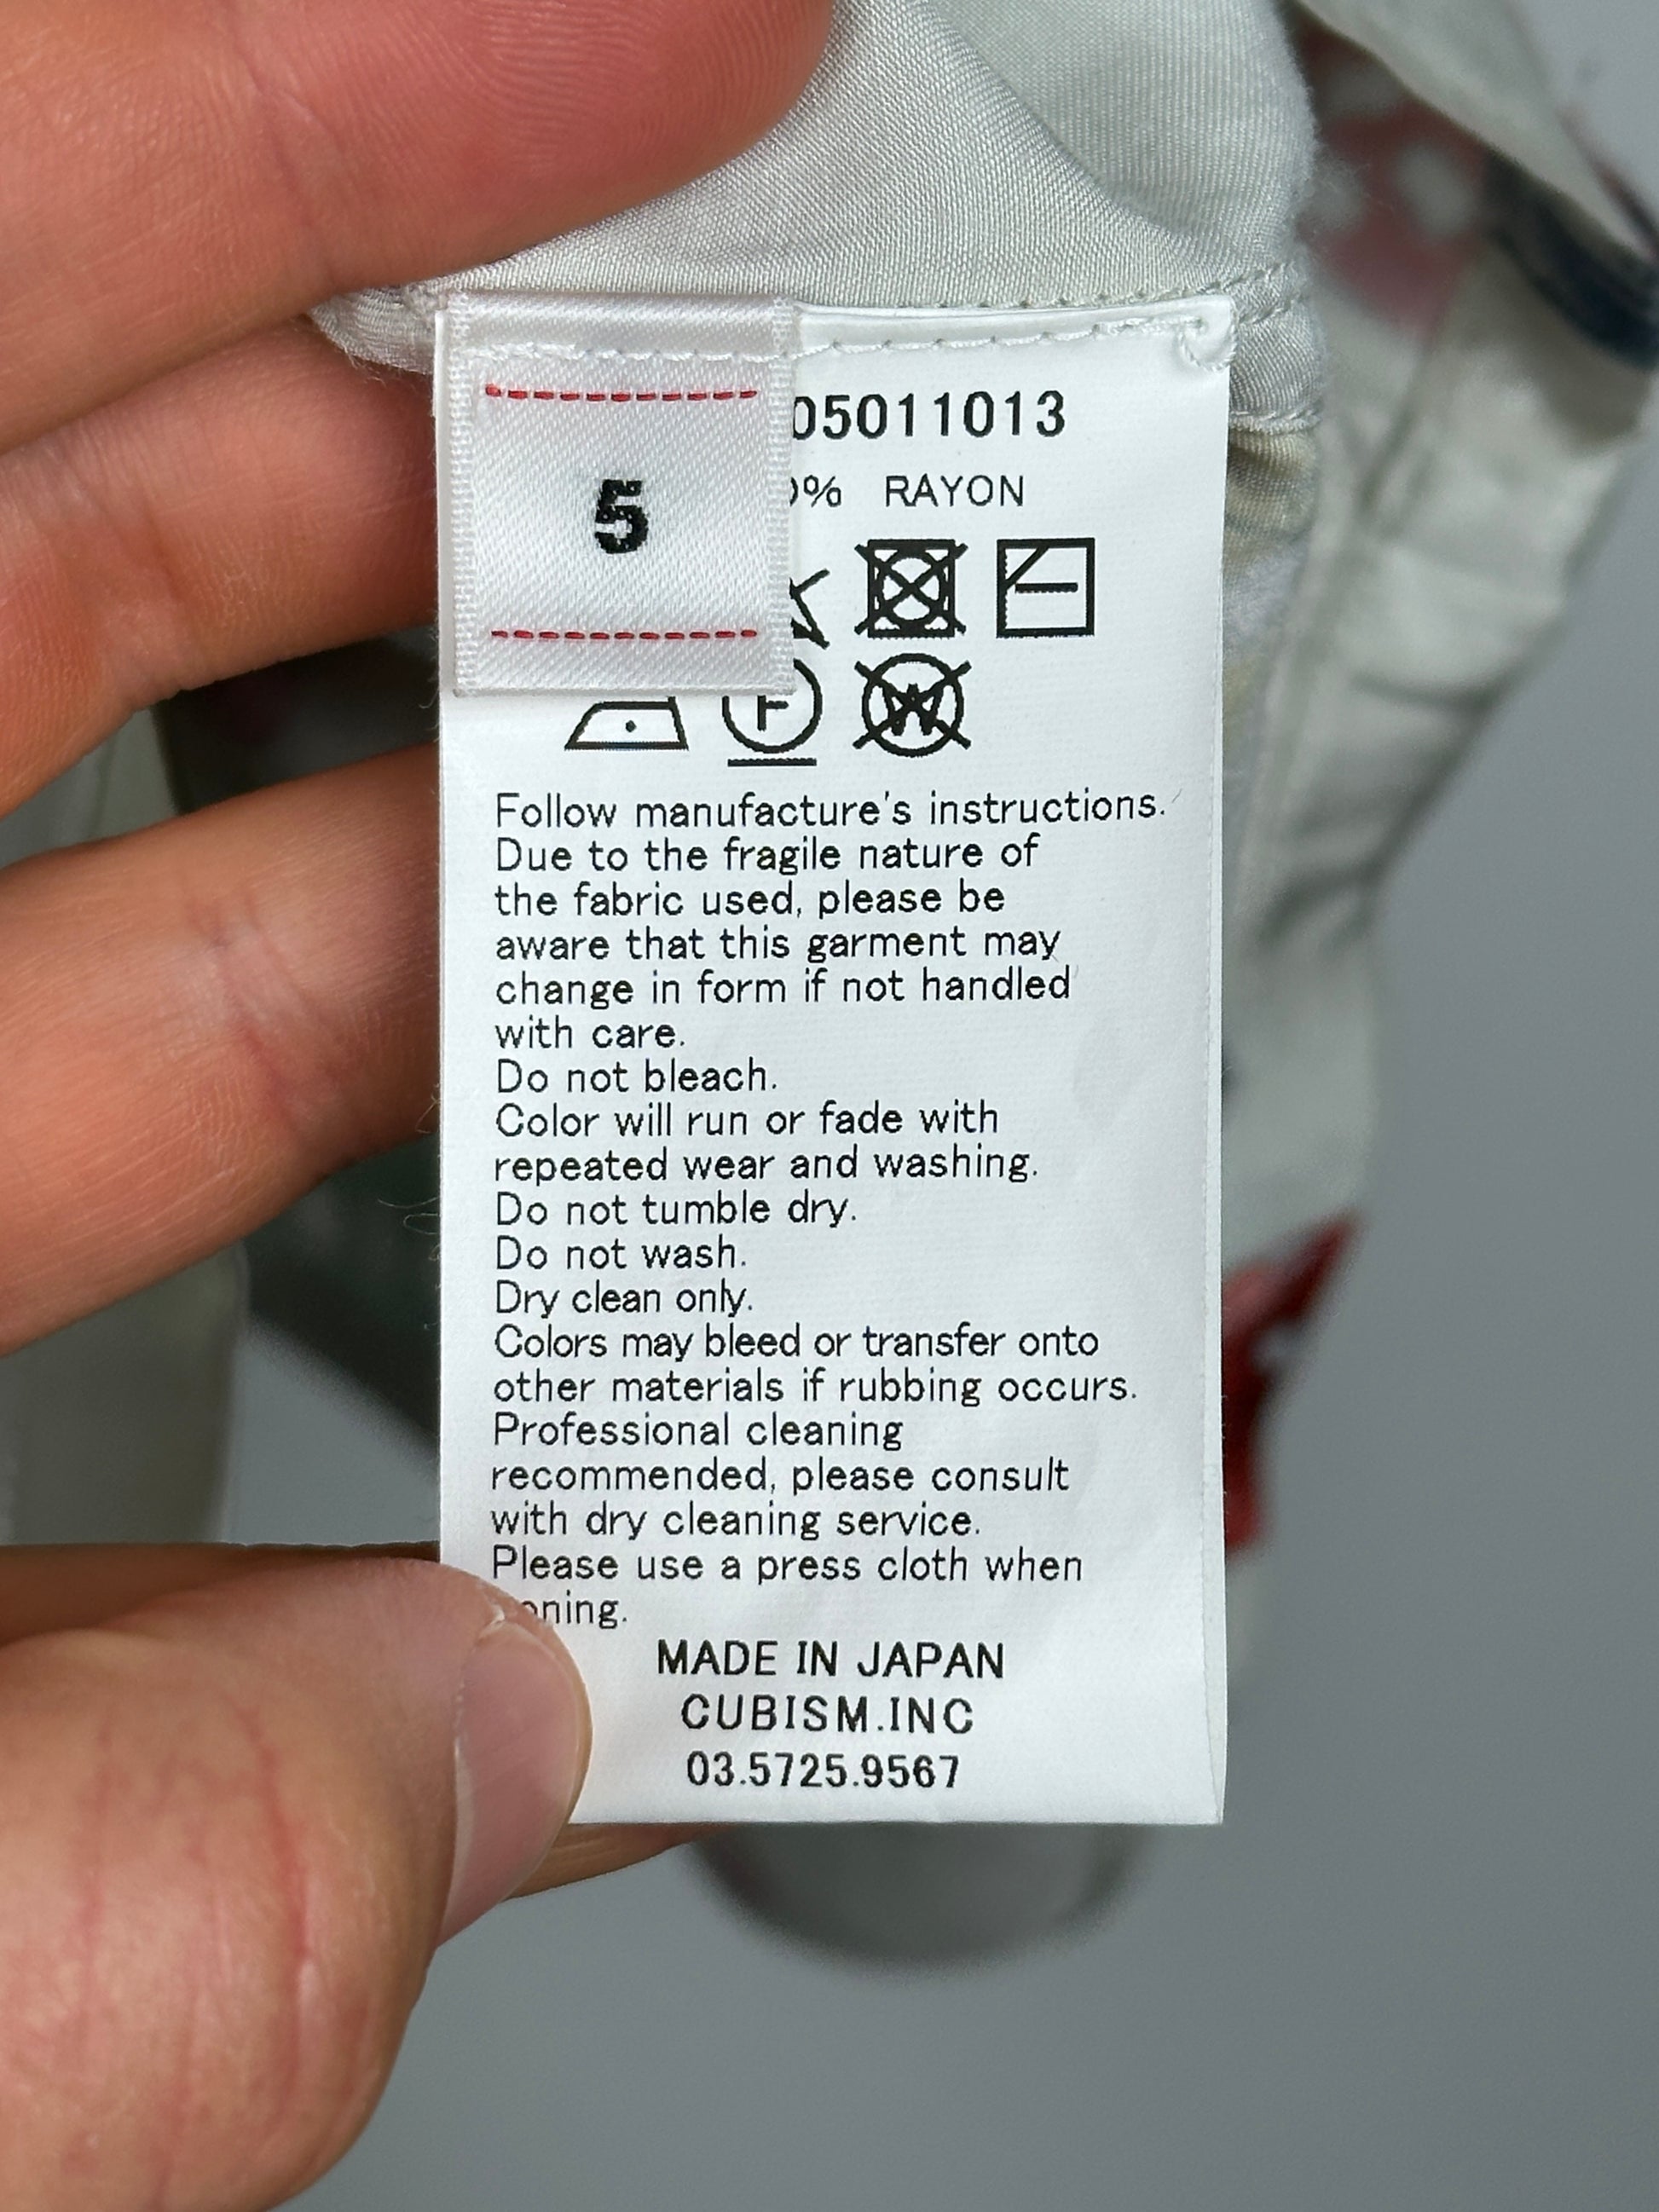 5
05011013
% RAYON
Follow manufacture's instructions.
Due to the fragile nature of
the fabric used, please be
aware that this garment may
change in form if not handled
with care.
Do not bleach.
Color will run or fade with
repeated wear and washing.
Do not tumble dry.
Do not wash.
Dry clean only.
Colors may bleed or transfer onto
other materials if rubbing occurs.
Professional cleaning
recommended, please consult
with dry cleaning service.
Please use a press cloth when
MADE IN JAPAN
CUBISM.INC
03.5725.9567